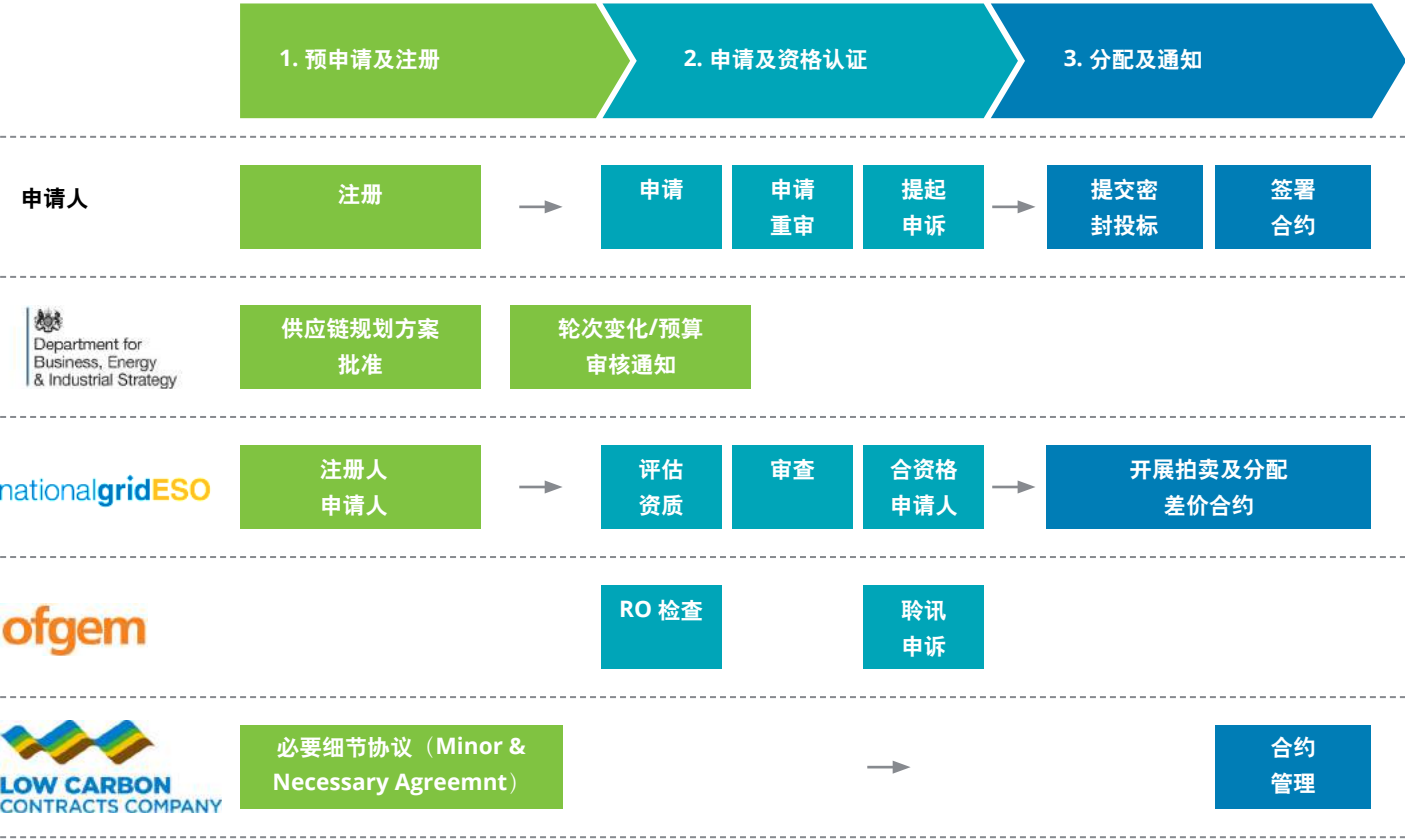 1. 预申请及注册
2. 申请及资格认证
3. 分配及通知
申请人
注册
申请
申请
重审
提起
申诉
提交密
封投标
签署
合约
Department for
Business, Energy
& Industrial Strategy
供应链规划方案
批准
轮次变化/预算
审核通知
nationalgridESO
注册人
申请人
评估
资质
审查
合资格
申请人
开展拍卖及分配
差价合约
ofgem
RO 检查
聆讯
申诉
LOW CARBON
CONTRACTS COMPANY
必要细节协议（Minor &
Necessary Agreemnt）
合约
管理